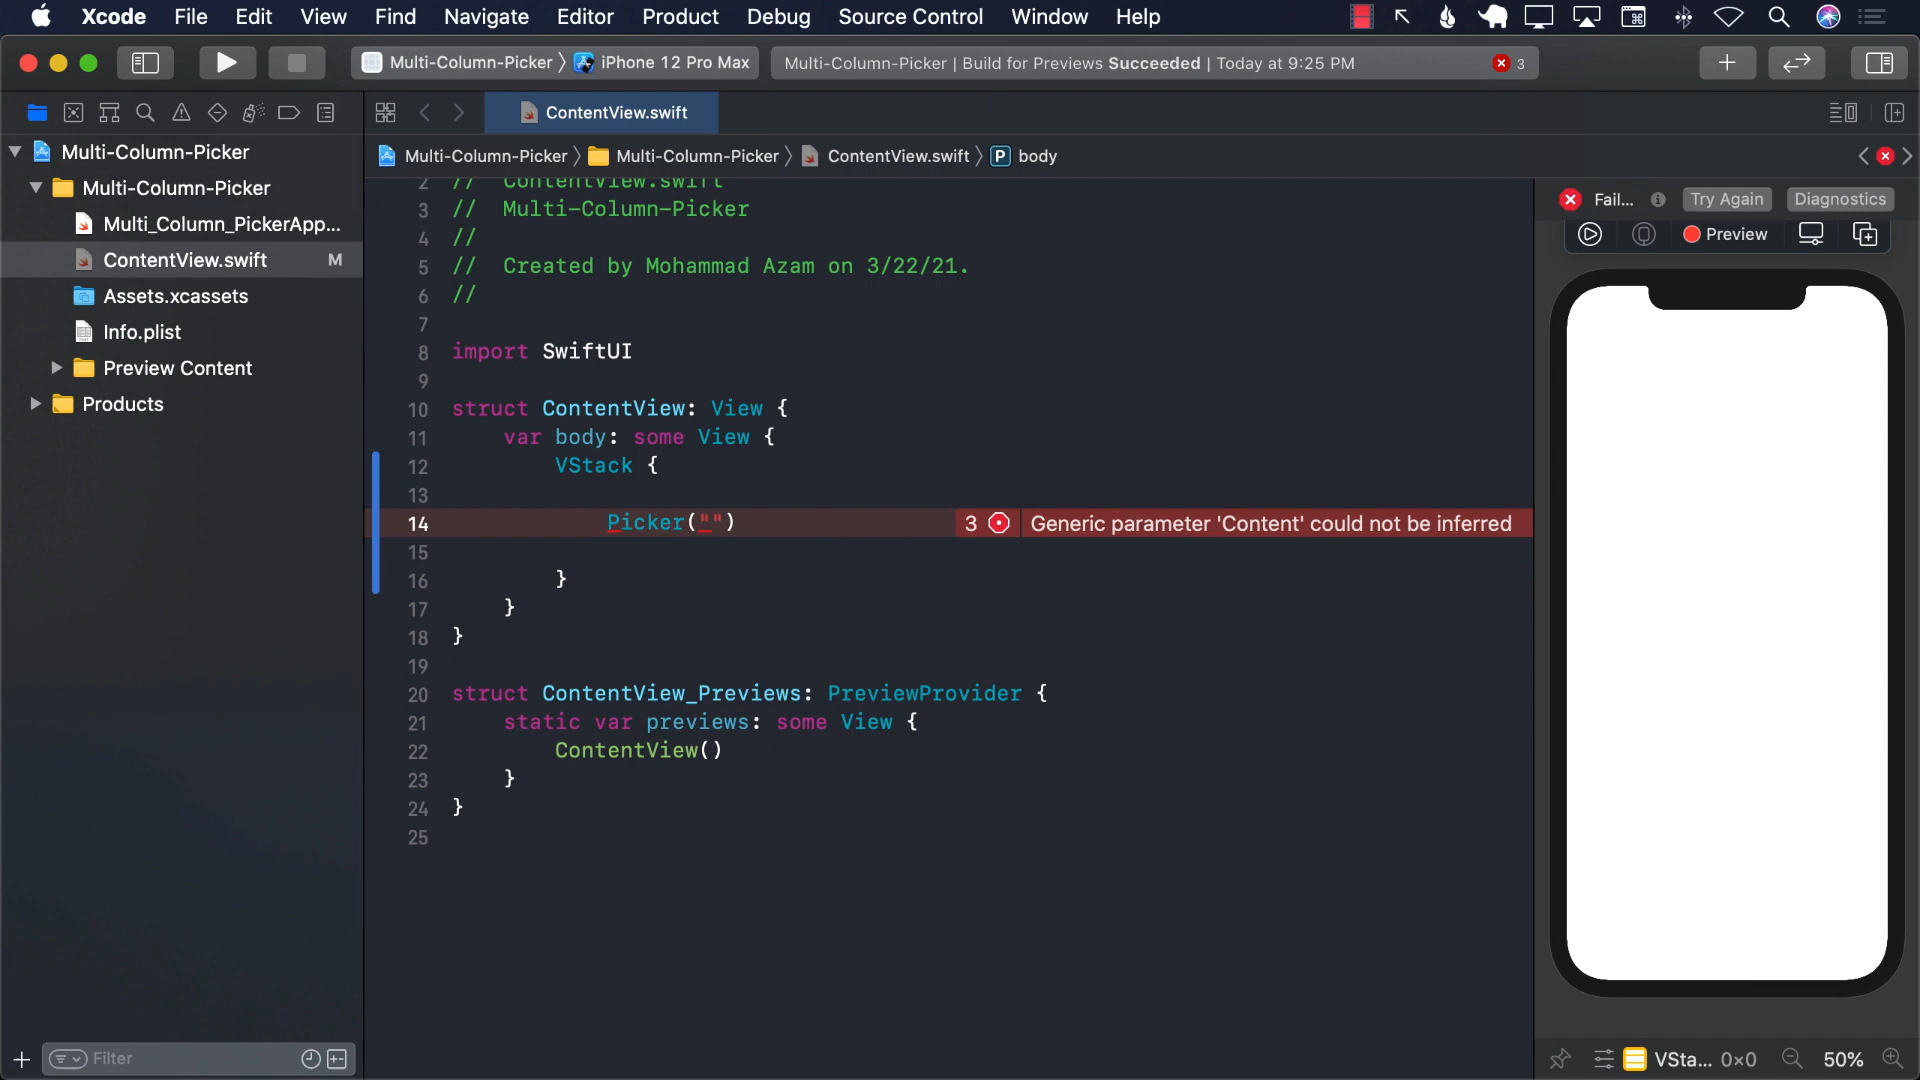 Xcode File Edit View Find Navigate Editor Product Debug Source Control Window Help
Multi-Column-Picker 〉 iPhone 12 Pro Max
Multi-Column-Picker | Build for Previews Succeeded | Today at 9:25 PM
3
ContentView.swift
Multi-Column-Picker 〉 Multi-Column-Picker 〉 ContentView.swift 〉 P body
Multi-Column-Picker
Multi-Column-Picker
Multi_Column_PickerApp...
ContentView.swift M
Assets.xcassets
Info.plist
Preview Content
Products
Filter
2 // ContentView.swift
3 // Multi-Column-Picker
4 //
5 // Created by Mohammad Azam on 3/22/21.
6 //
7
8 import SwiftUI
9
10 struct ContentView: View {
11 var body: some View {
12 VStack {
13
14 Picker("") 3 Generic parameter 'Content' could not be inferred
15
16 }
17 }
18 }
19
20 struct ContentView_Previews: PreviewProvider {
21 static var previews: some View {
22 ContentView()
23 }
24 }
25
Fail... Try Again Diagnostics
Preview
VSta... 0×0 50%